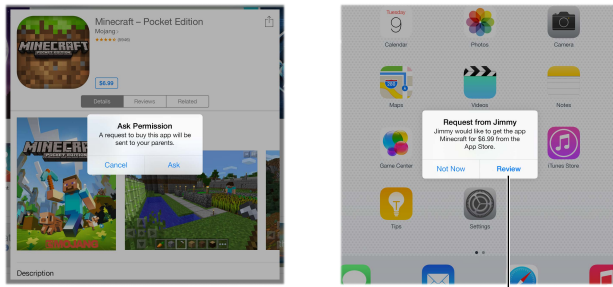 Minecraft – Pocket Edition
Mojang ›
$6.99
Details
Reviews
Related
MINECRAFT
POCKET EDITION
Ask Permission
A request to buy this app will be
sent to your parents.
Cancel
Ask
MOJANG
Description
Tuesday
9
Calendar
Photos
Camera
Maps
Videos
Notes
Request from Jimmy
Jimmy would like to get the app
Minecraft for $6.99 from the
App Store.
Not Now
Review
Game Center
iTunes Store
Tips
Settings